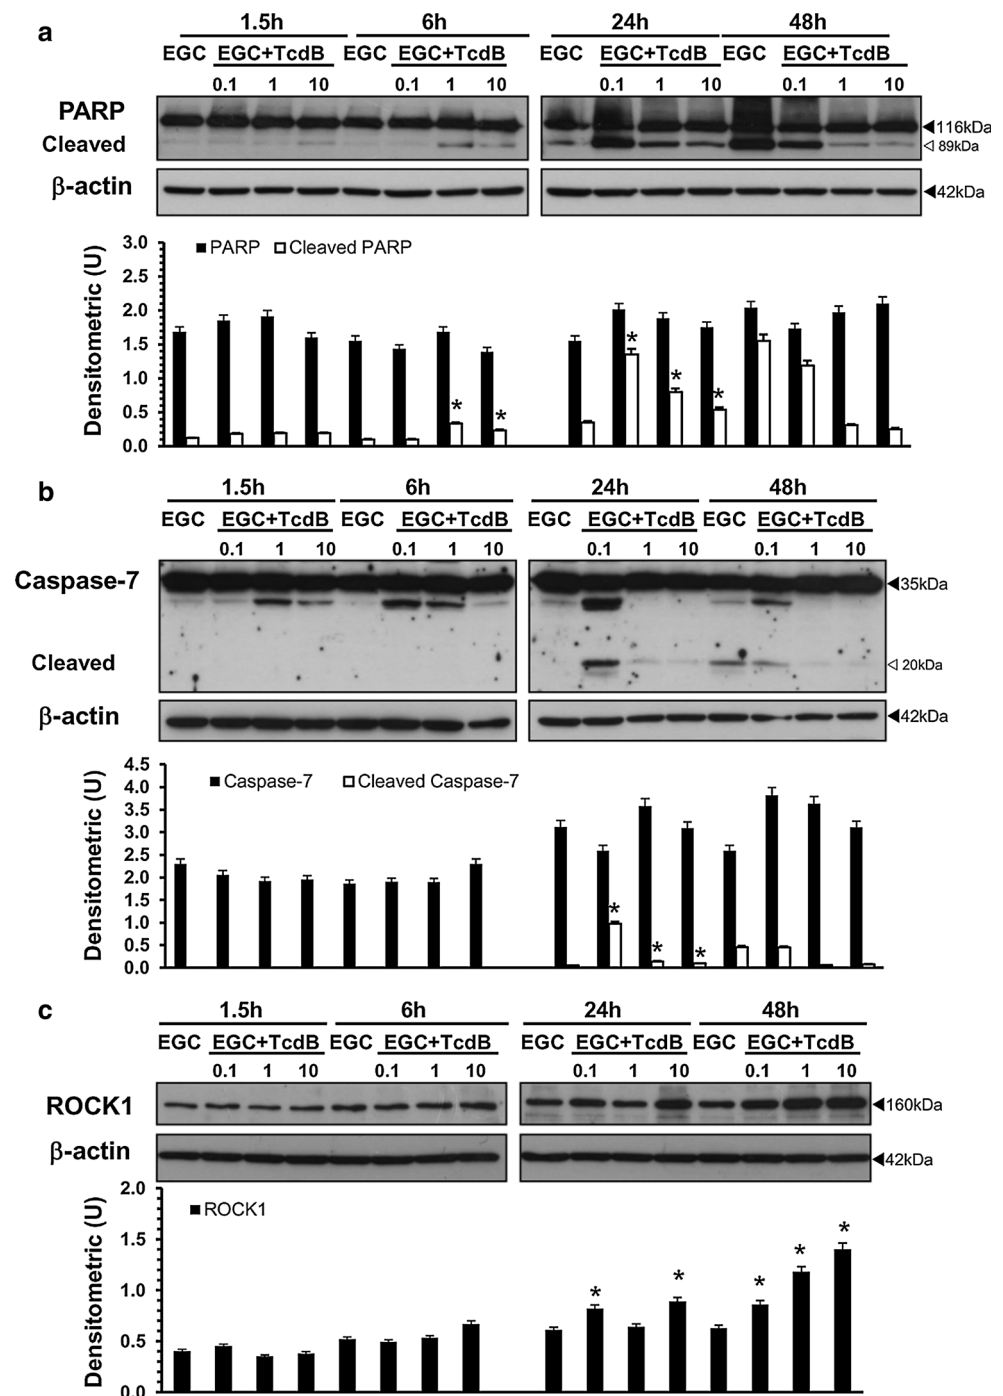 a
1.5h 6h 24h 48h
EGC EGC+TcdB EGC EGC+TcdB EGC EGC+TcdB EGC EGC+TcdB
0.1 1 10 0.1 1 10 0.1 1 10 0.1 1 10
PARP
◀116kDa
Cleaved
◁ 89kDa
β-actin
◀42kDa
Densitometric (U)
PARP Cleaved PARP
3.0
2.5
2.0
1.5
1.0
0.5
0.0
* * * * *
b
1.5h 6h 24h 48h
EGC EGC+TcdB EGC EGC+TcdB EGC EGC+TcdB EGC EGC+TcdB
0.1 1 10 0.1 1 10 0.1 1 10 0.1 1 10
Caspase-7
◀35kDa
Cleaved
◁ 20kDa
β-actin
◀42kDa
Densitometric (U)
Caspase-7 Cleaved Caspase-7
4.5
4.0
3.5
3.0
2.5
2.0
1.5
1.0
0.5
0.0
* * *
c
1.5h 6h 24h 48h
EGC EGC+TcdB EGC EGC+TcdB EGC EGC+TcdB EGC EGC+TcdB
0.1 1 10 0.1 1 10 0.1 1 10 0.1 1 10
ROCK1
◀160kDa
β-actin
◀42kDa
Densitometric (U)
ROCK1
2.0
1.5
1.0
0.5
0.0
* * * * *